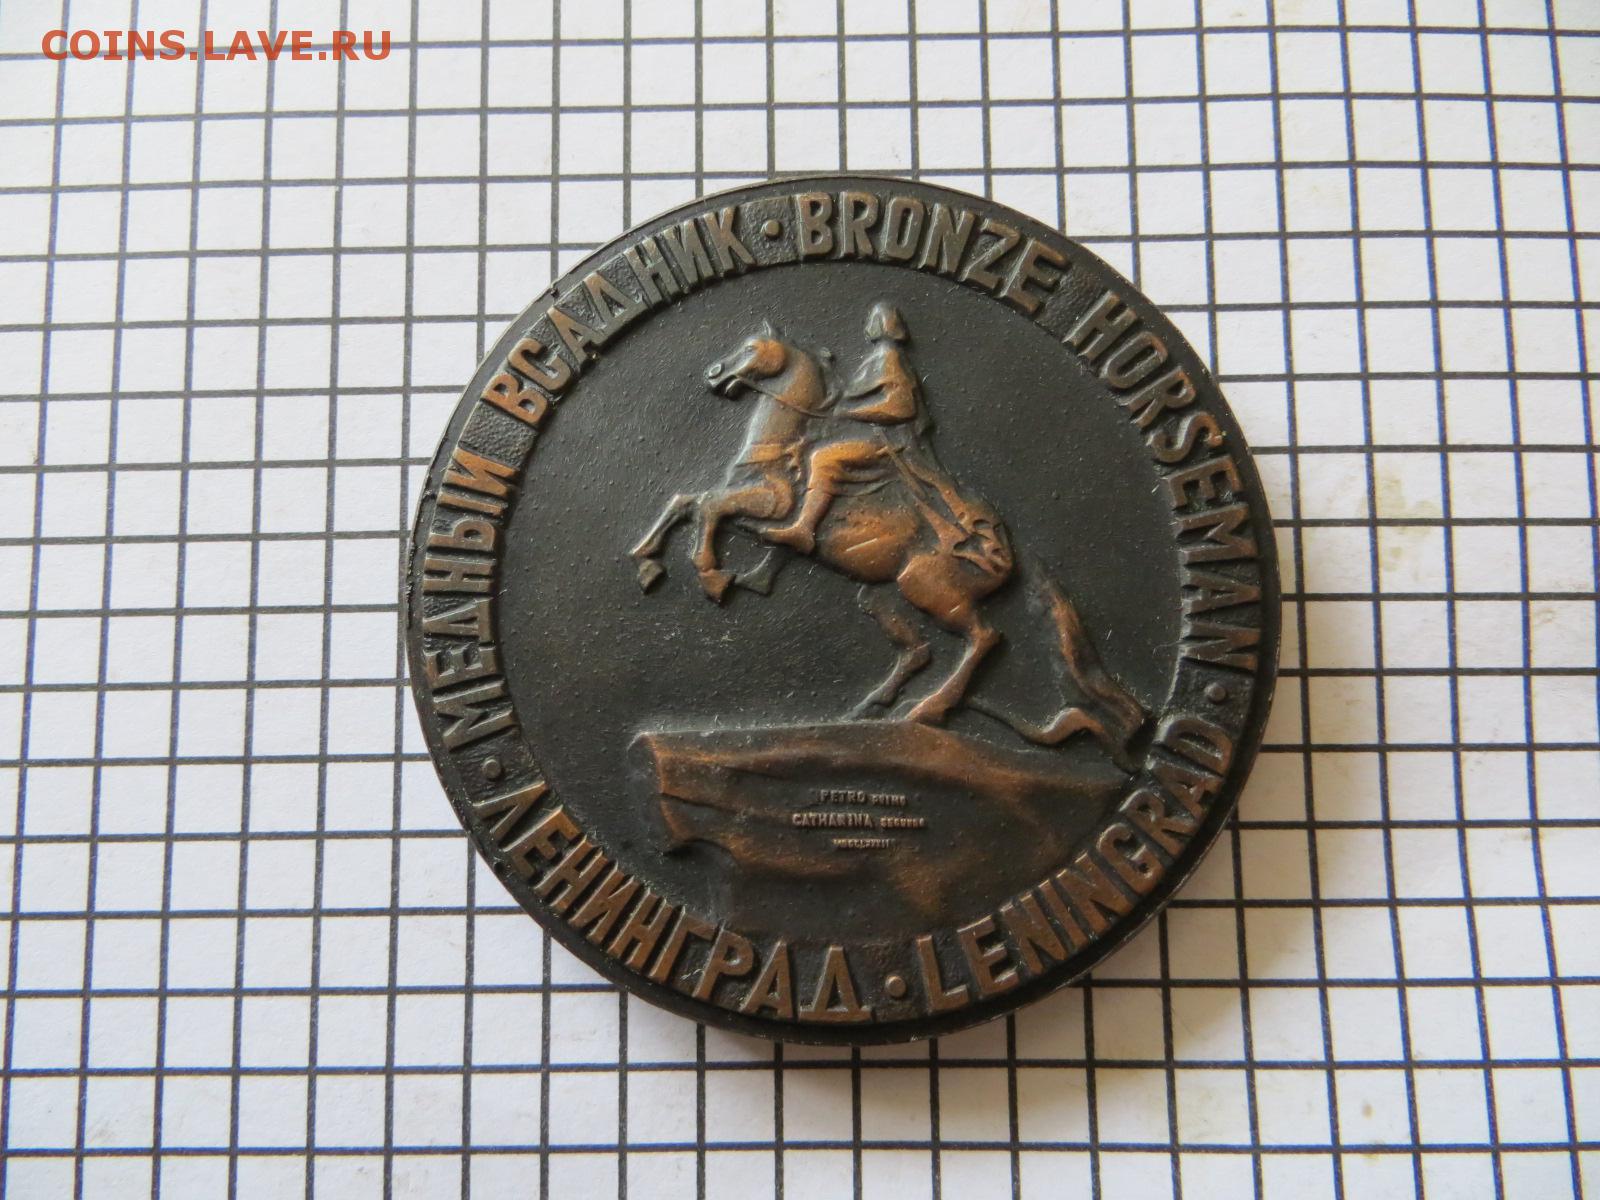 COINS.LAVE.RU
МЕДНЫЙ ВСАДНИК · BRONZE HORSEMAN ·
ЛЕНИНГРАД · LENINGRAD
PETRO
CATHARINA